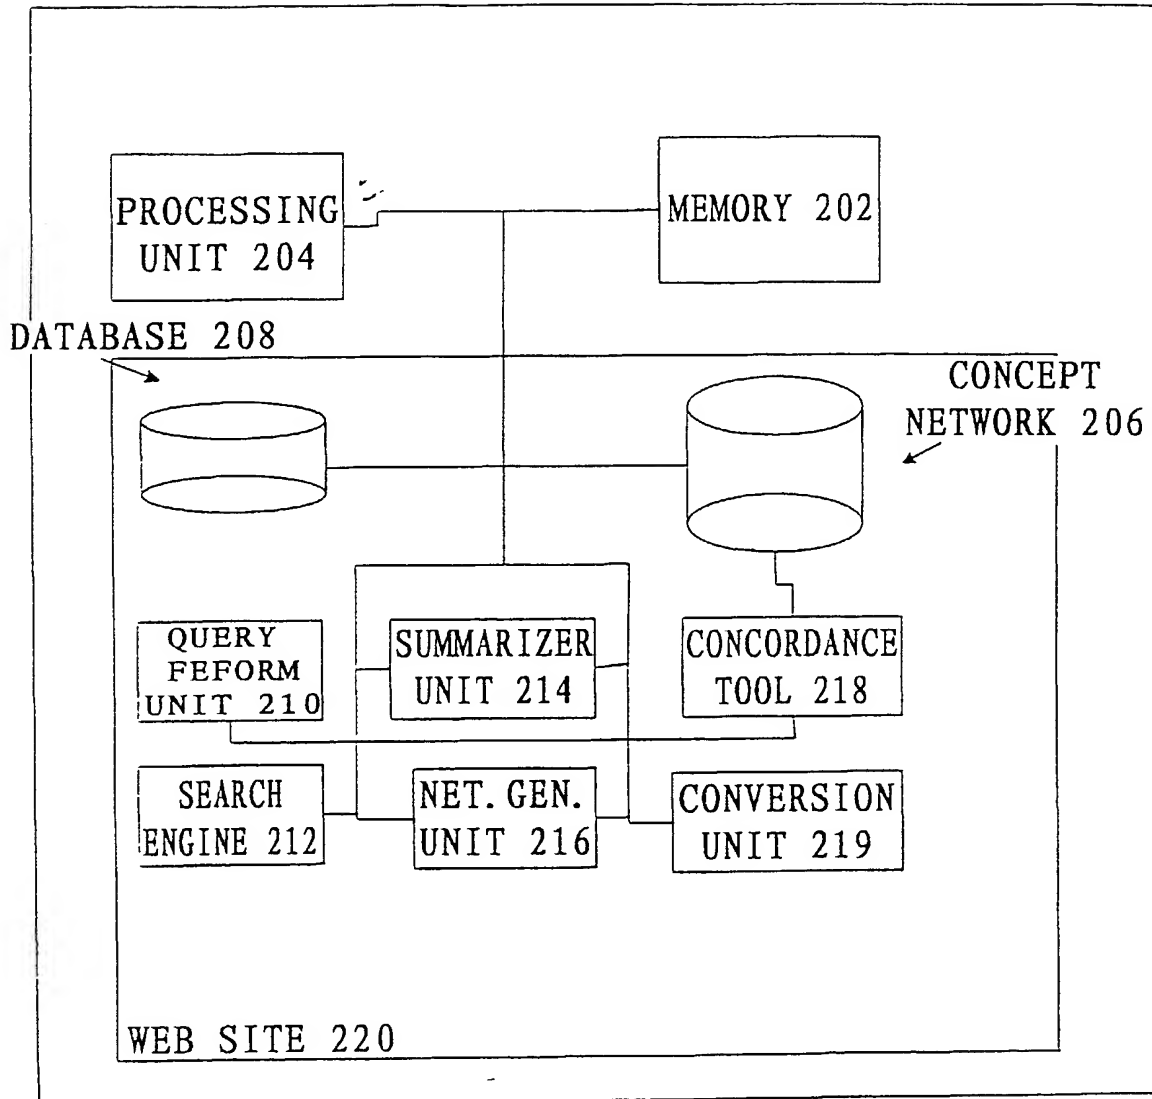 PROCESSING
UNIT 204
MEMORY 202
DATABASE 208
CONCEPT
NETWORK 206
QUERY
FEFORM
UNIT 210
SUMMARIZER
UNIT 214
CONCORDANCE
TOOL 218
SEARCH
ENGINE 212
NET. GEN.
UNIT 216
CONVERSION
UNIT 219
WEB SITE 220